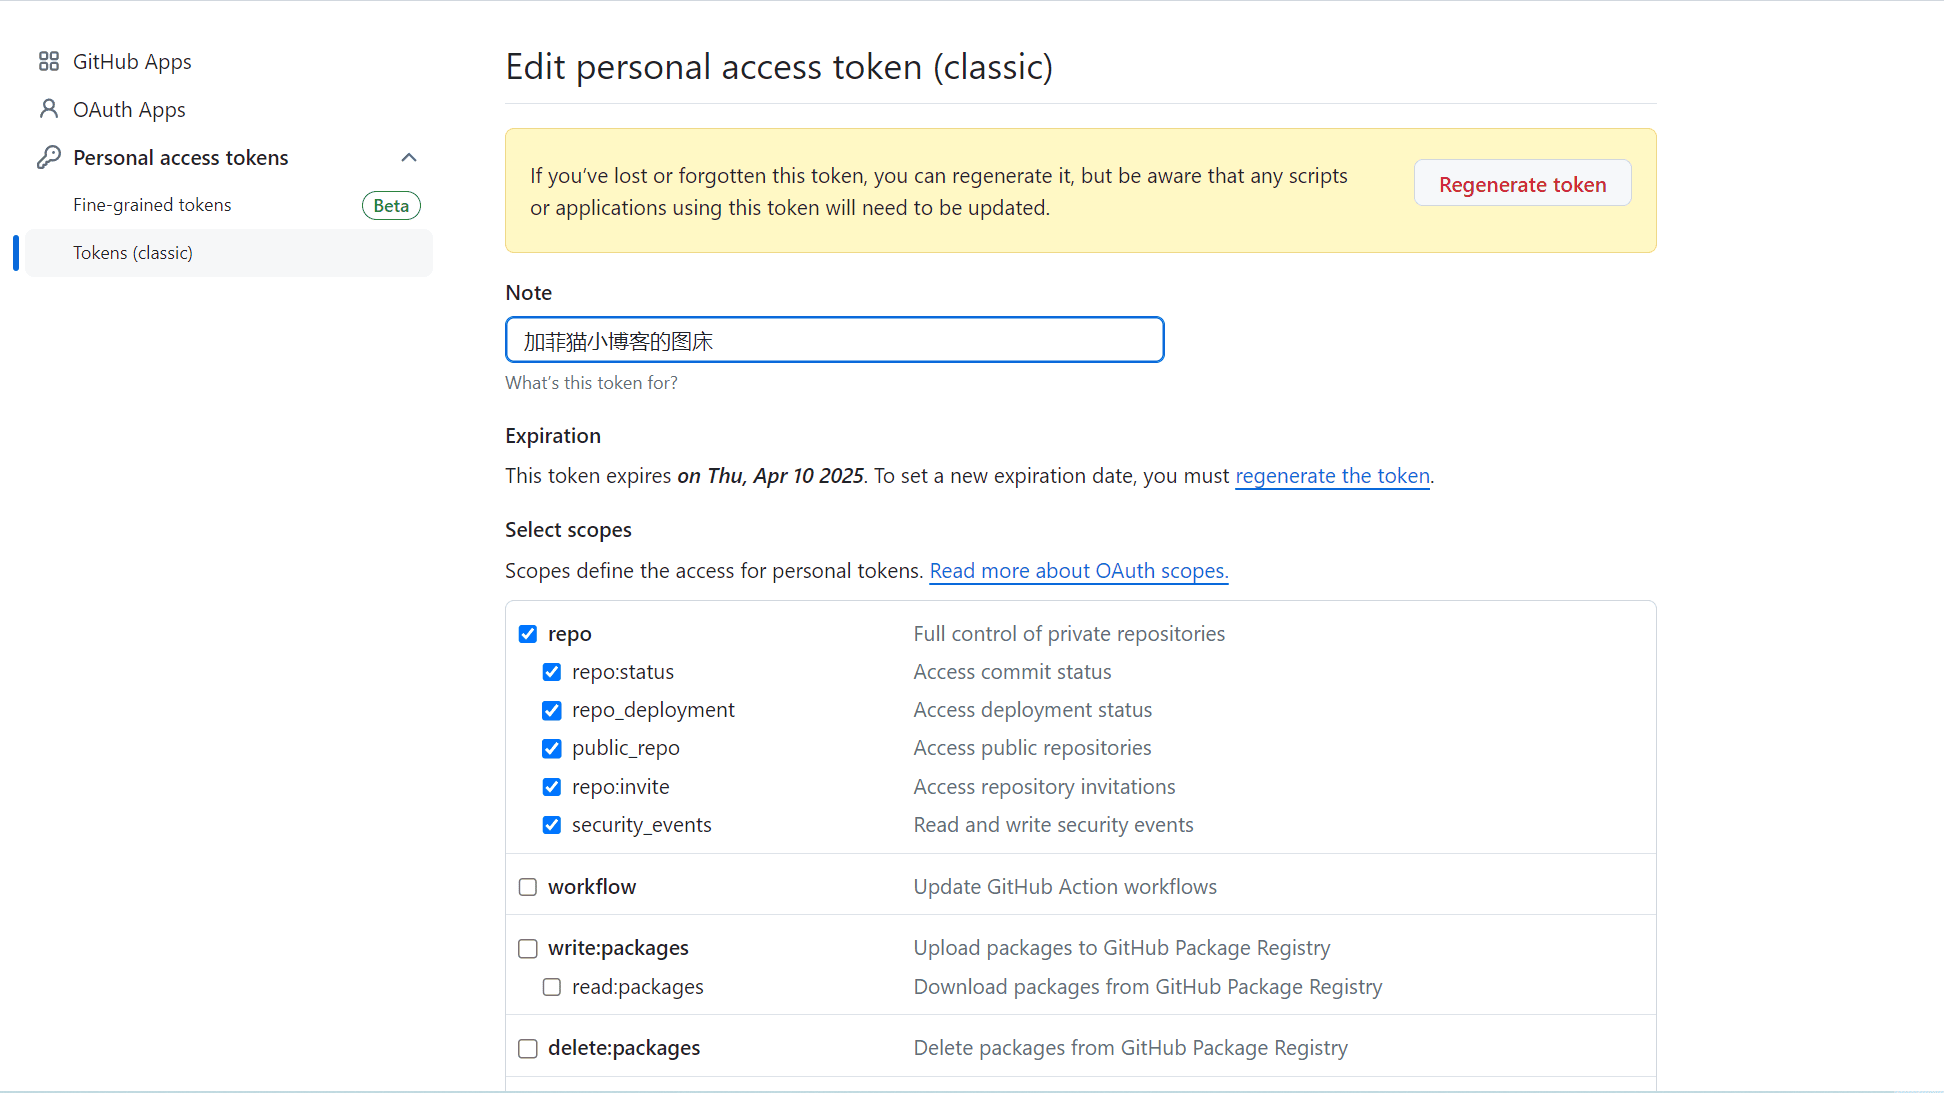 GitHub Apps
OAuth Apps
Personal access tokens
Fine-grained tokens
Beta
Tokens (classic)
Edit personal access token (classic)
If you’ve lost or forgotten this token, you can regenerate it, but be aware that any scripts
or applications using this token will need to be updated.
Regenerate token
Note
加菲猫小博客的图床
What’s this token for?
Expiration
This token expires on Thu, Apr 10 2025. To set a new expiration date, you must regenerate the token.
Select scopes
Scopes define the access for personal tokens. Read more about OAuth scopes.
repo Full control of private repositories
repo:status Access commit status
repo_deployment Access deployment status
public_repo Access public repositories
repo:invite Access repository invitations
security_events Read and write security events
workflow Update GitHub Action workflows
write:packages Upload packages to GitHub Package Registry
read:packages Download packages from GitHub Package Registry
delete:packages Delete packages from GitHub Package Registry